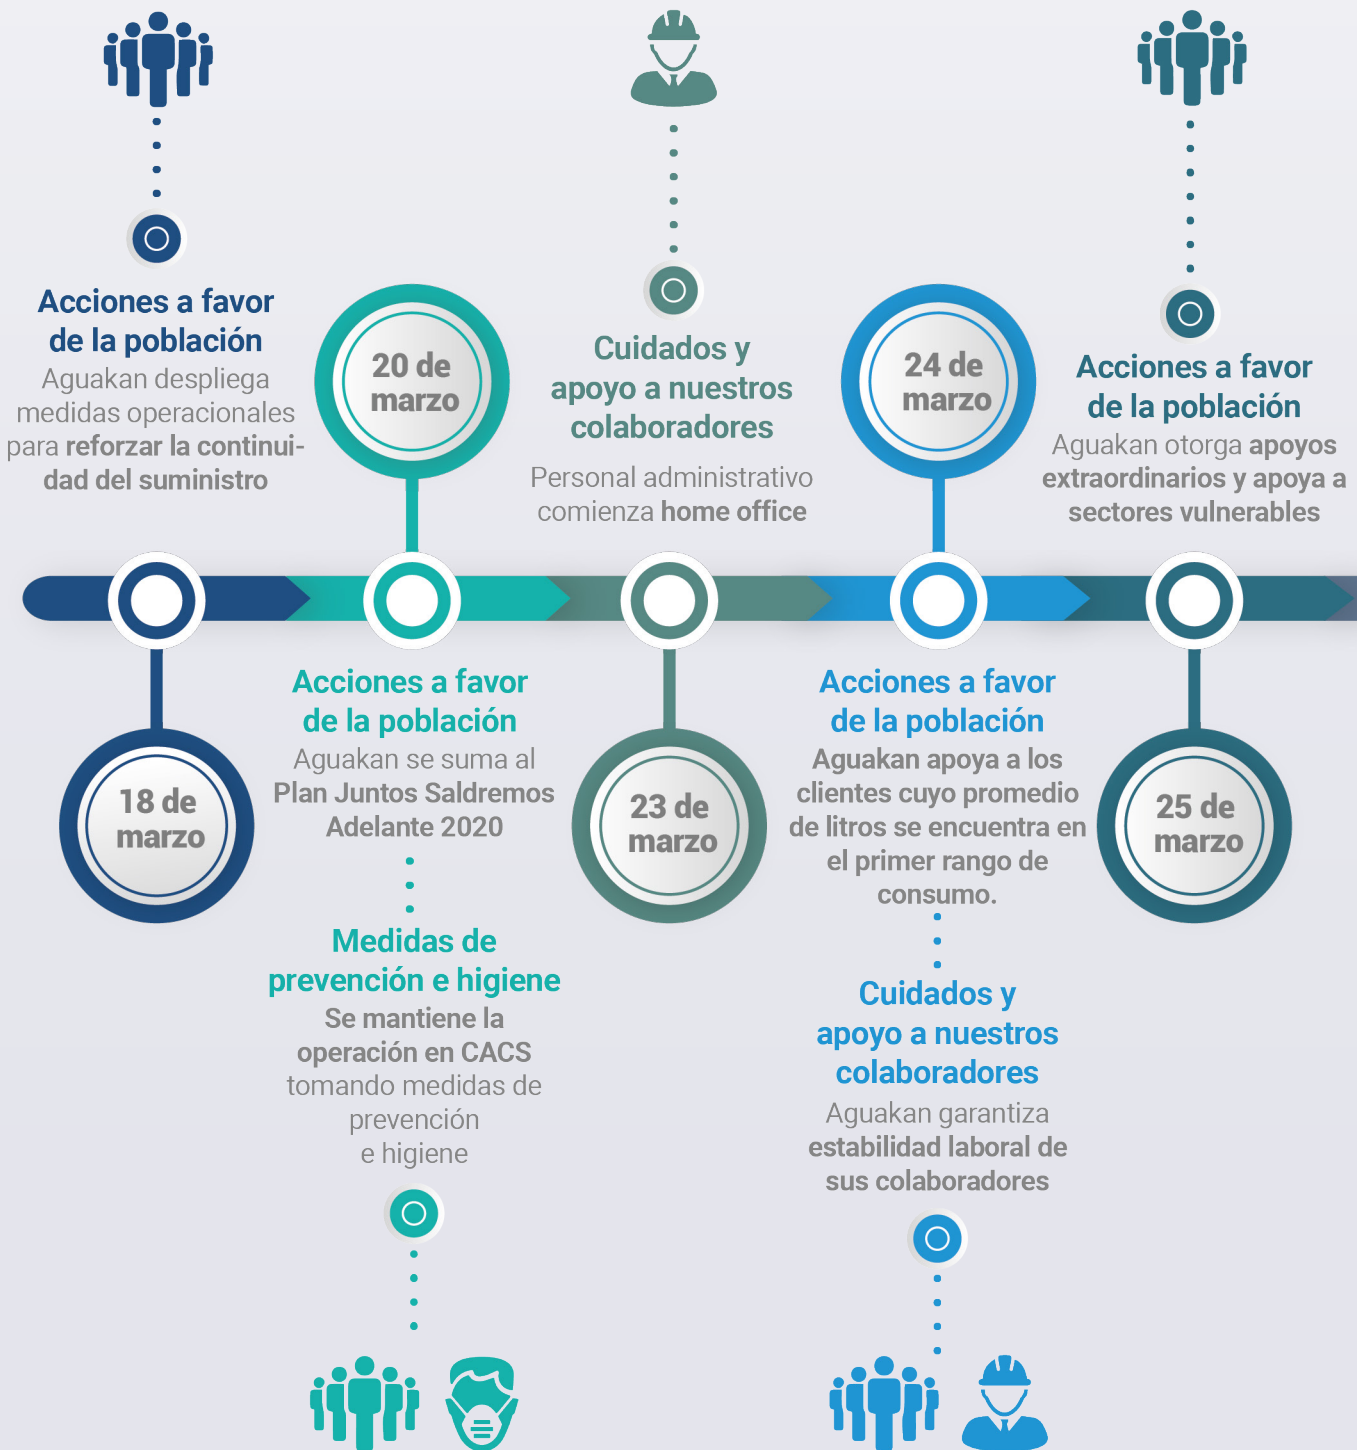 Acciones a favor
de la población
Aguakan despliega
medidas operacionales
para reforzar la continui-
dad del suministro
18 de
marzo
20 de
marzo
Acciones a favor
de la población
Aguakan se suma al
Plan Juntos Saldremos
Adelante 2020
Medidas de
prevención e higiene
Se mantiene la
operación en CACS
tomando medidas de
prevención
e higiene
Cuidados y
apoyo a nuestros
colaboradores
Personal administrativo
comienza home office
23 de
marzo
24 de
marzo
Acciones a favor
de la población
Aguakan apoya a los
clientes cuyo promedio
de litros se encuentra en
el primer rango de
consumo.
Cuidados y
apoyo a nuestros
colaboradores
Aguakan garantiza
estabilidad laboral de
sus colaboradores
Acciones a favor
de la población
Aguakan otorga apoyos
extraordinarios y apoya a
sectores vulnerables
25 de
marzo